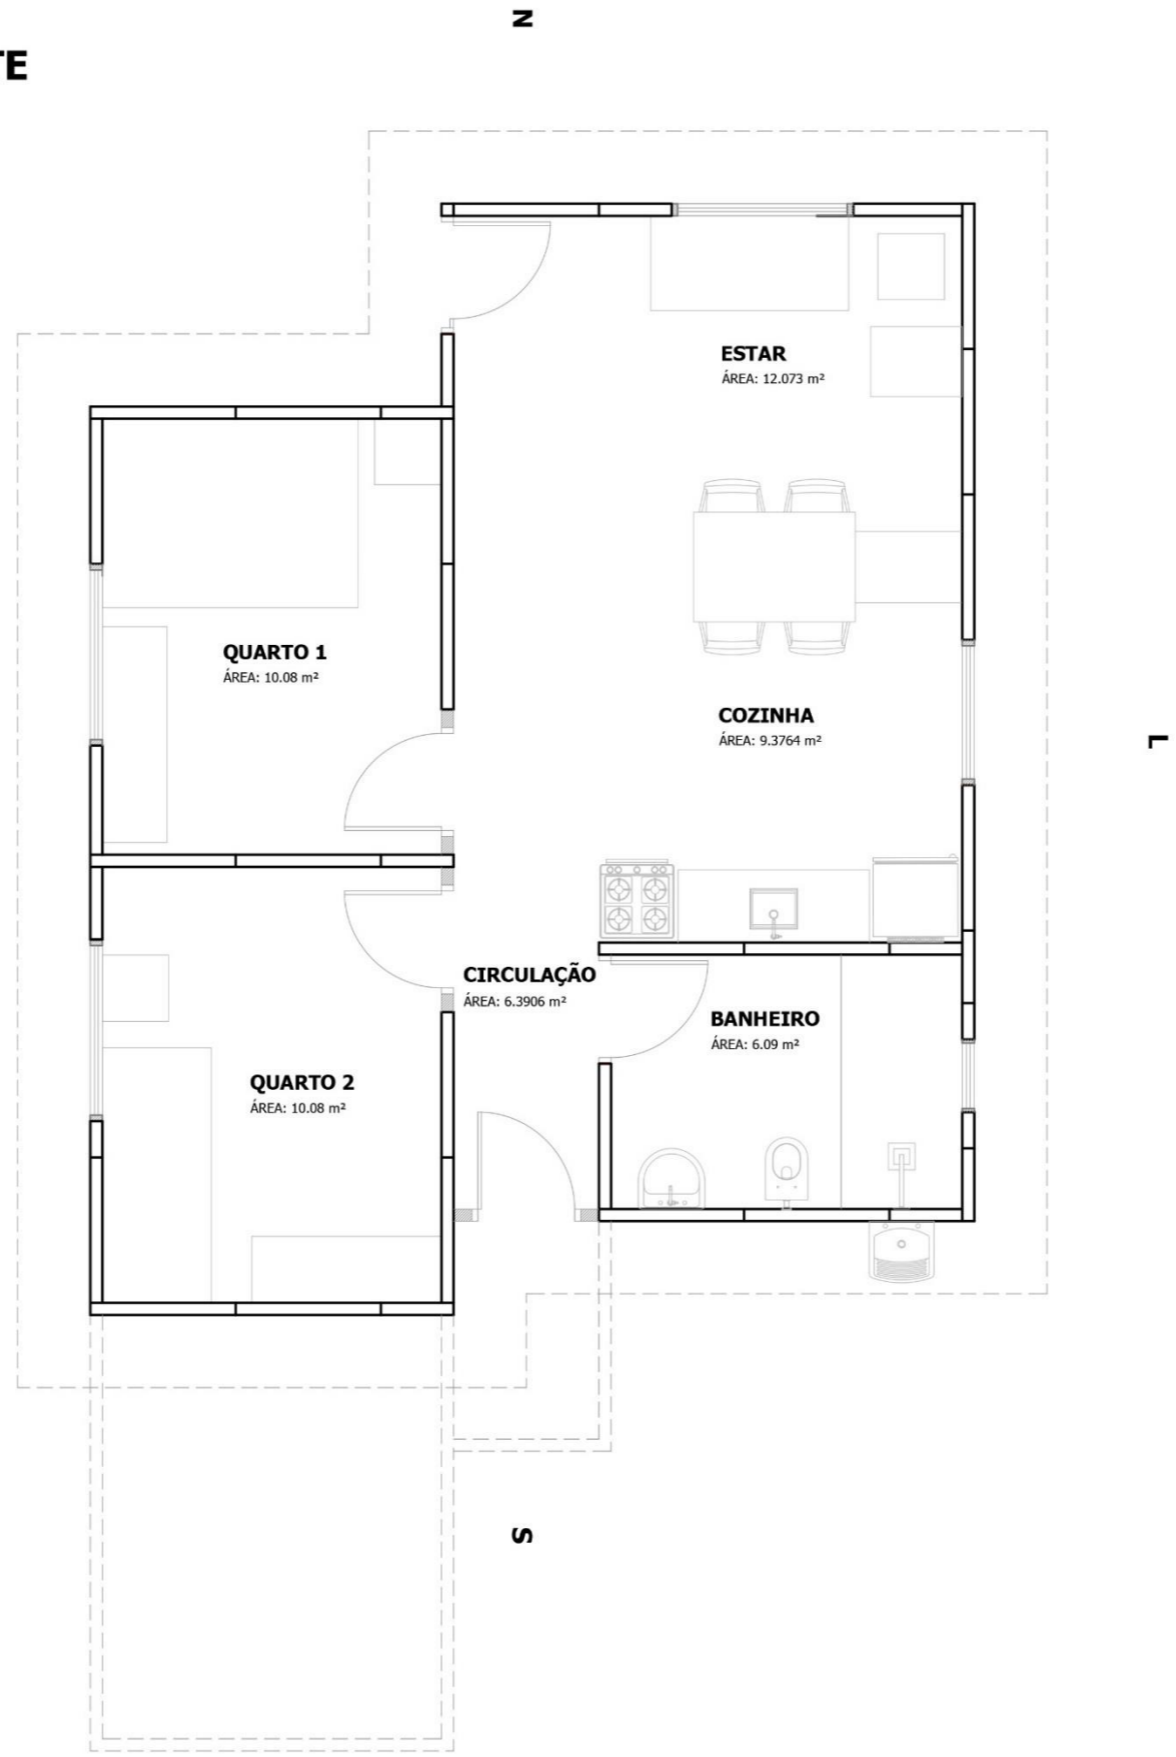 N
TE
ESTAR
ÁREA: 12.073 m²
QUARTO 1
ÁREA: 10.08 m²
COZINHA
ÁREA: 9.3764 m²
L
CIRCULAÇÃO
ÁREA: 6.3906 m²
BANHEIRO
ÁREA: 6.09 m²
QUARTO 2
ÁREA: 10.08 m²
S